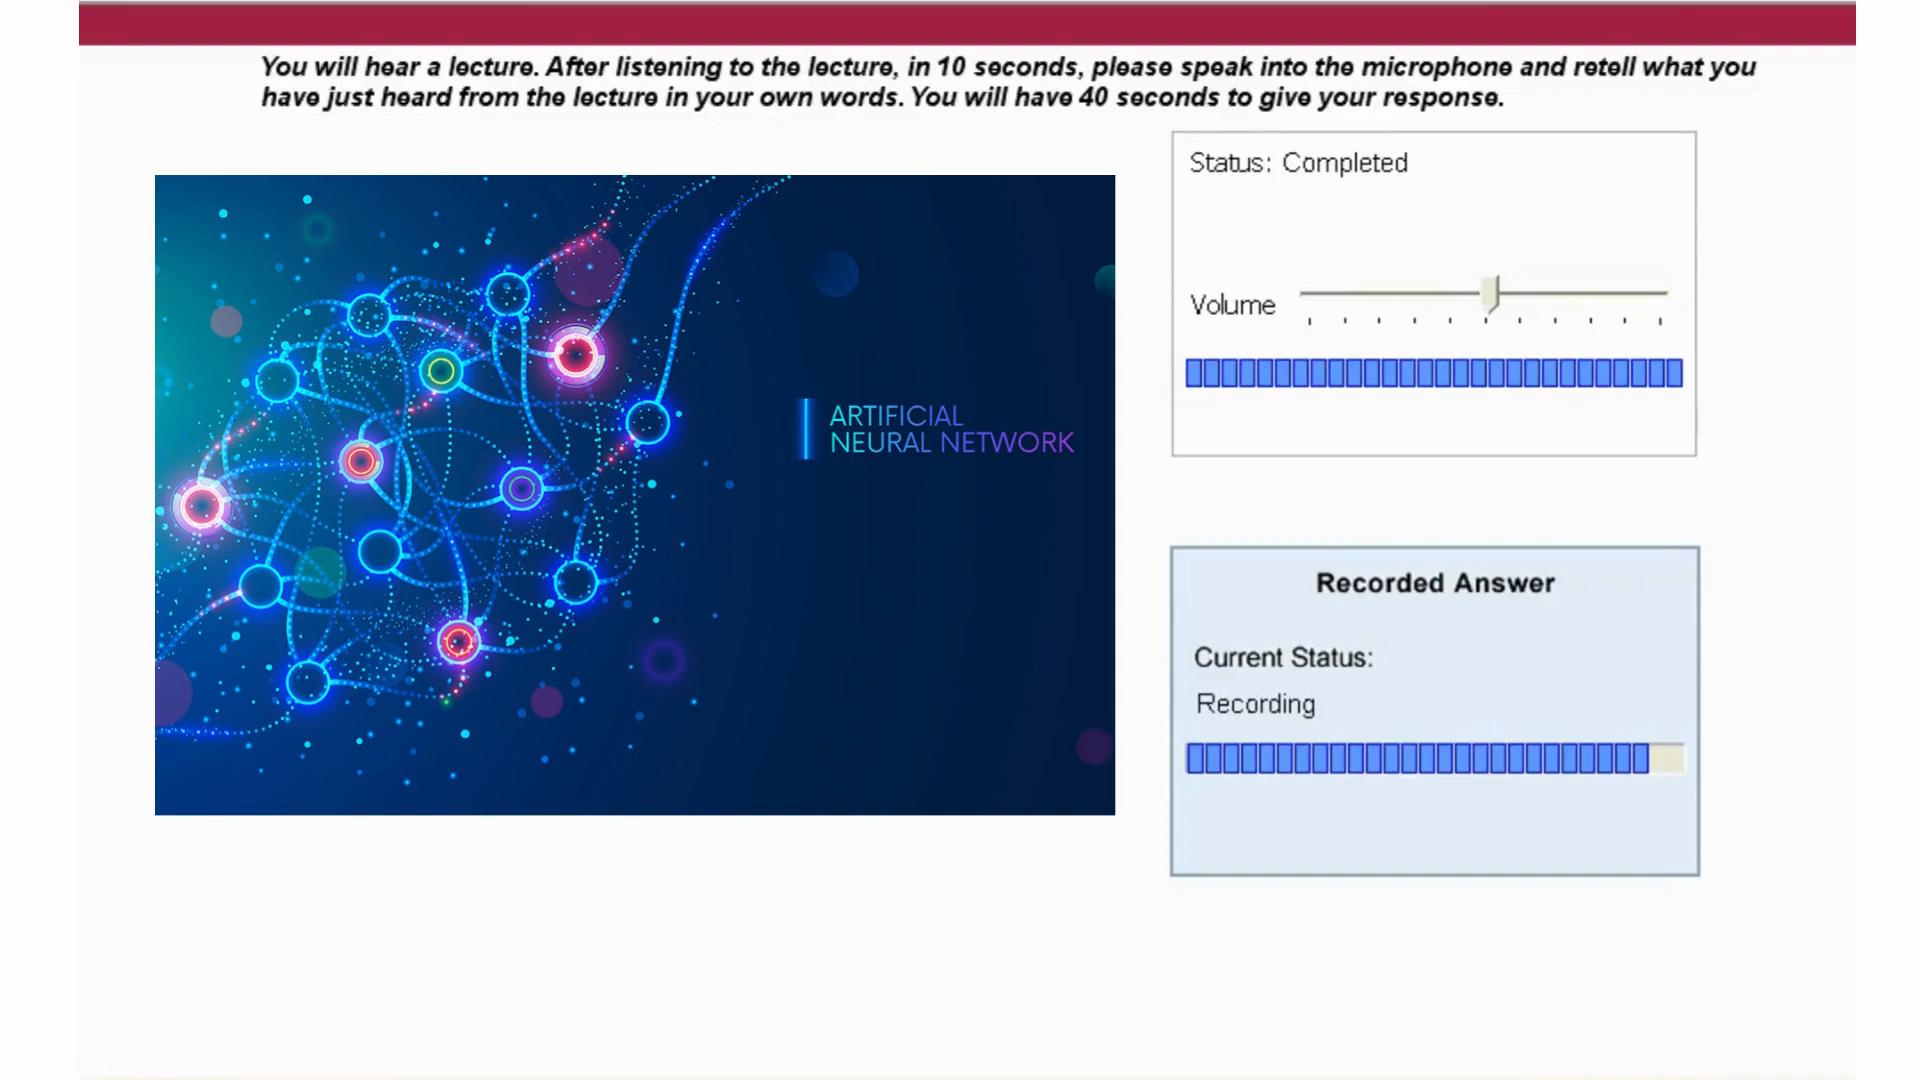 You will hear a lecture. After listening to the lecture, in 10 seconds, please speak into the microphone and retell what you
have just heard from the lecture in your own words. You will have 40 seconds to give your response.
Status: Completed
Volume
ARTIFICIAL
NEURAL NETWORK
Recorded Answer
Current Status:
Recording